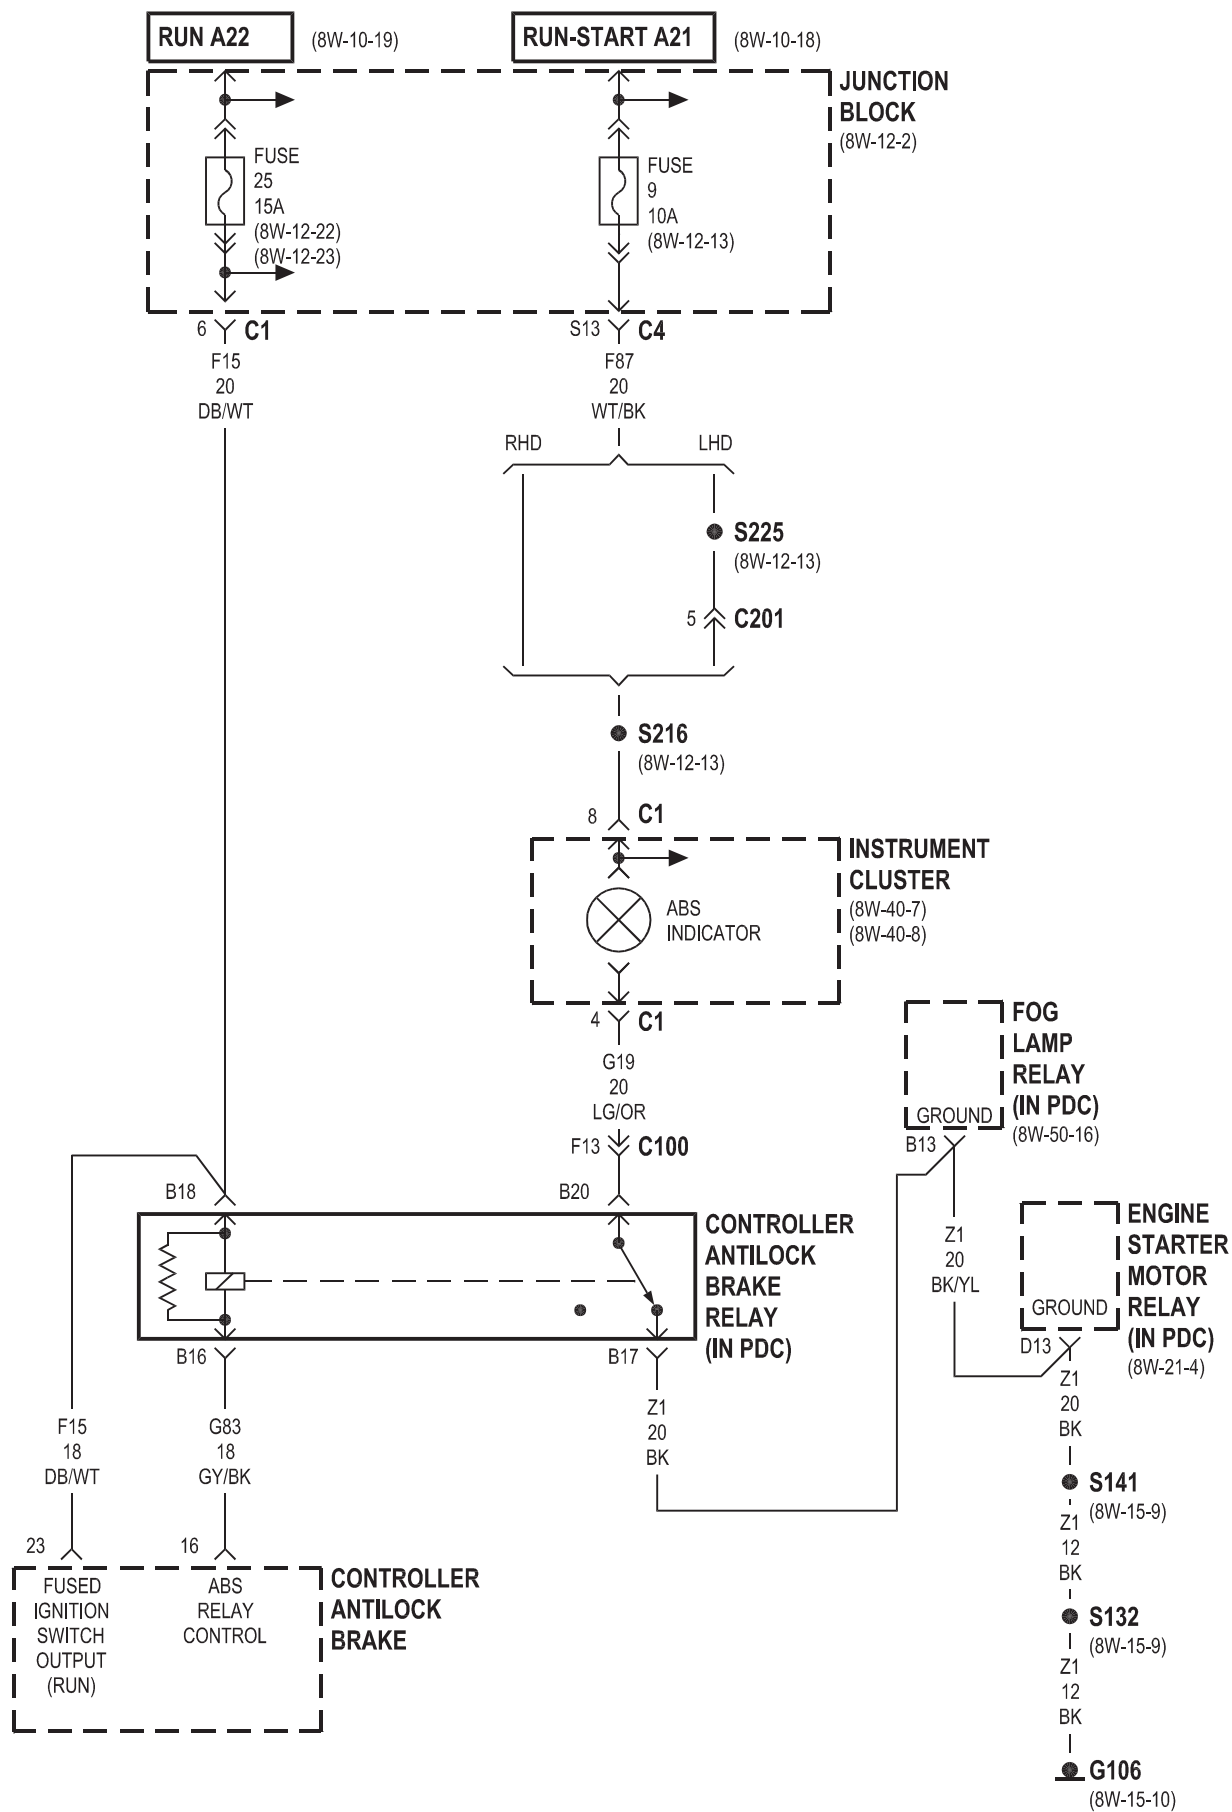 RUN A22
(8W-10-19)
RUN-START A21
(8W-10-18)
JUNCTION
BLOCK
(8W-12-2)
FUSE
25
15A
(8W-12-22)
(8W-12-23)
FUSE
9
10A
(8W-12-13)
6
C1
S13
C4
F15
20
DB/WT
F87
20
WT/BK
RHD
LHD
S225
(8W-12-13)
5
C201
S216
(8W-12-13)
8
C1
INSTRUMENT
CLUSTER
(8W-40-7)
(8W-40-8)
ABS
INDICATOR
4
C1
G19
20
LG/OR
F13
C100
FOG
LAMP
RELAY
(IN PDC)
(8W-50-16)
GROUND
B13
B18
B20
CONTROLLER
ANTILOCK
BRAKE
RELAY
(IN PDC)
Z1
20
BK/YL
ENGINE
STARTER
MOTOR
RELAY
(IN PDC)
(8W-21-4)
GROUND
D13
B16
B17
Z1
20
BK
F15
18
DB/WT
G83
18
GY/BK
Z1
20
BK
S141
(8W-15-9)
Z1
12
BK
23
16
FUSED
IGNITION
SWITCH
OUTPUT
(RUN)
ABS
RELAY
CONTROL
CONTROLLER
ANTILOCK
BRAKE
S132
(8W-15-9)
Z1
12
BK
G106
(8W-15-10)